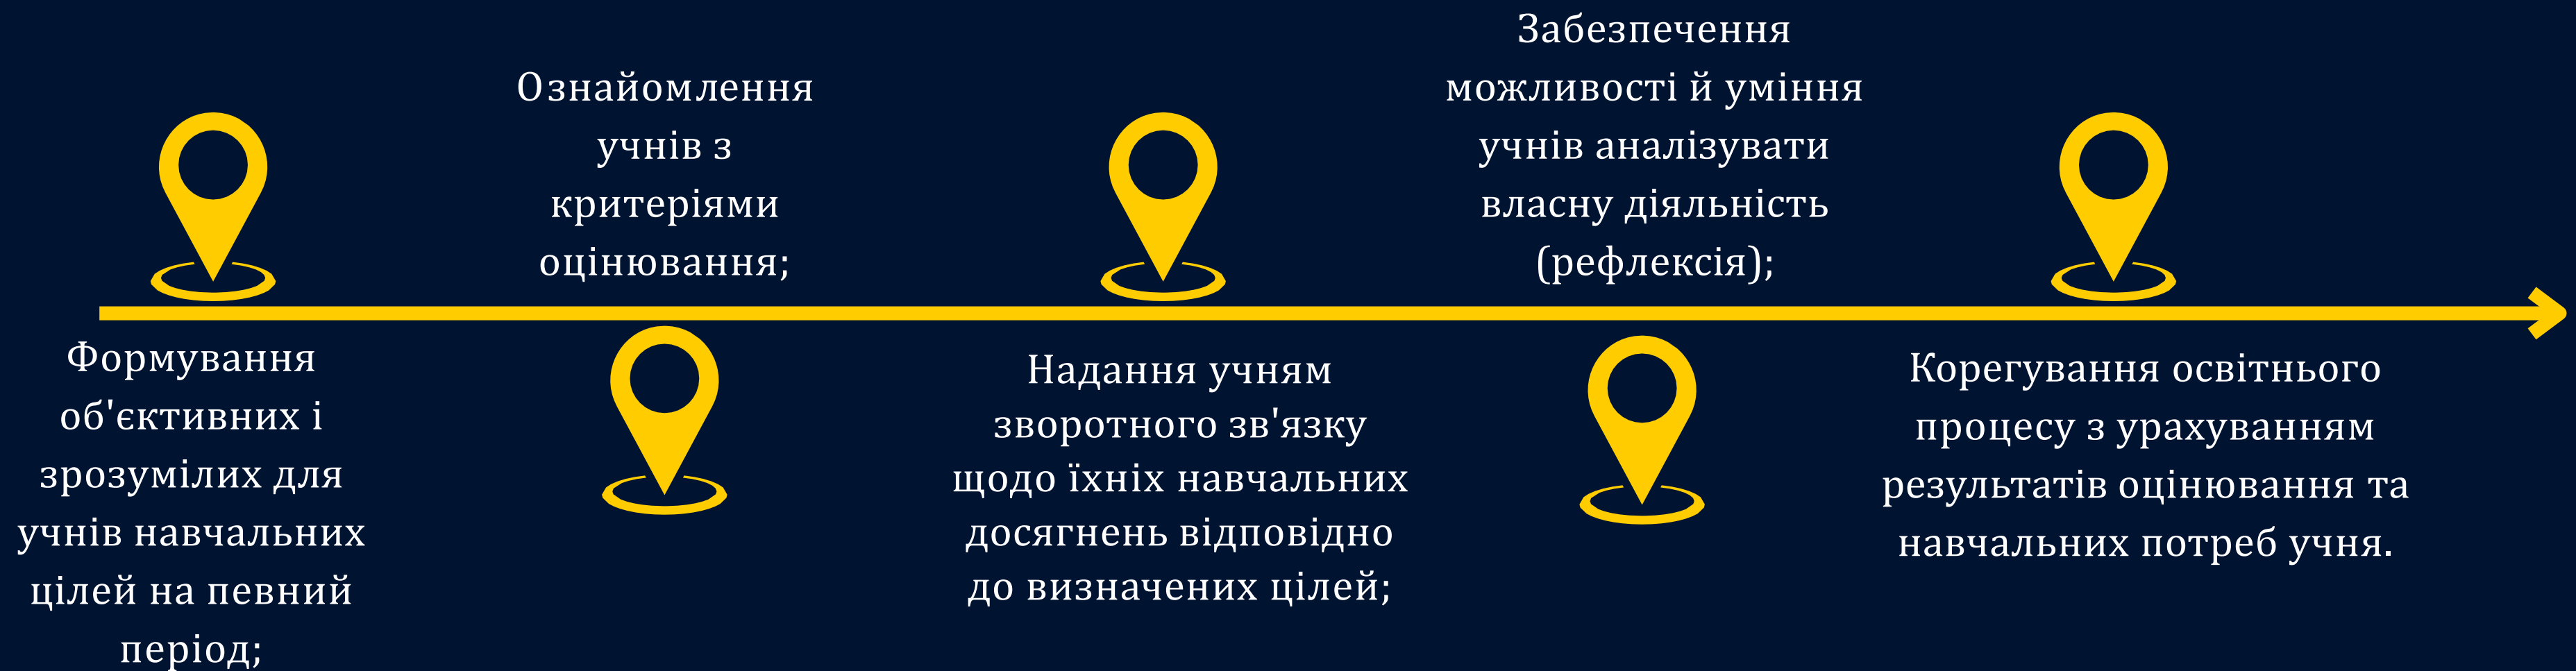 Формування
об'єктивних і
зрозумілих для
учнів навчальних
цілей на певний
період;
Ознайомлення
учнів з
критеріями
оцінювання;
Надання учням
зворотного зв'язку
щодо їхніх навчальних
досягнень відповідно
до визначених цілей;
Забезпечення
можливості й уміння
учнів аналізувати
власну діяльність
(рефлексія);
Корегування освітнього
процесу з урахуванням
результатів оцінювання та
навчальних потреб учня.